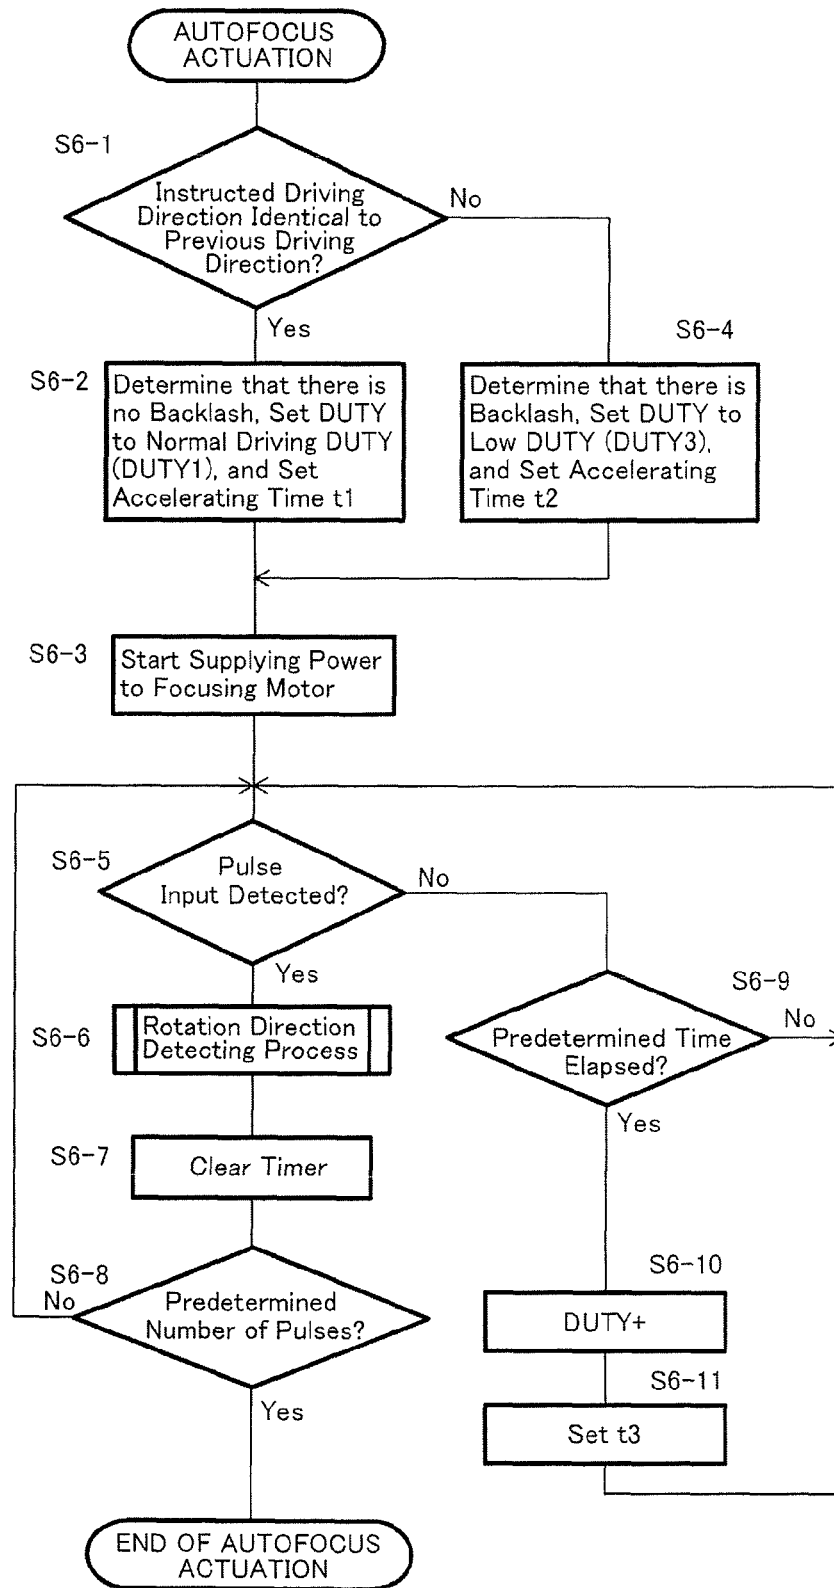 AUTOFOCUS
ACTUATION
S6-1
Instructed Driving
Direction Identical to
Previous Driving
Direction?
No
Yes
S6-4
S6-2
Determine that there is
no Backlash, Set DUTY
to Normal Driving DUTY
(DUTY1), and Set
Accelerating Time t1
Determine that there is
Backlash, Set DUTY to
Low DUTY (DUTY3),
and Set Accelerating
Time t2
S6-3
Start Supplying Power
to Focusing Motor
S6-5
Pulse
Input Detected?
No
Yes
S6-9
Predetermined Time
Elapsed?
No
Yes
S6-6
Rotation Direction
Detecting Process
S6-7
Clear Timer
S6-8
No
Predetermined
Number of Pulses?
Yes
S6-10
DUTY+
S6-11
Set t3
END OF AUTOFOCUS
ACTUATION